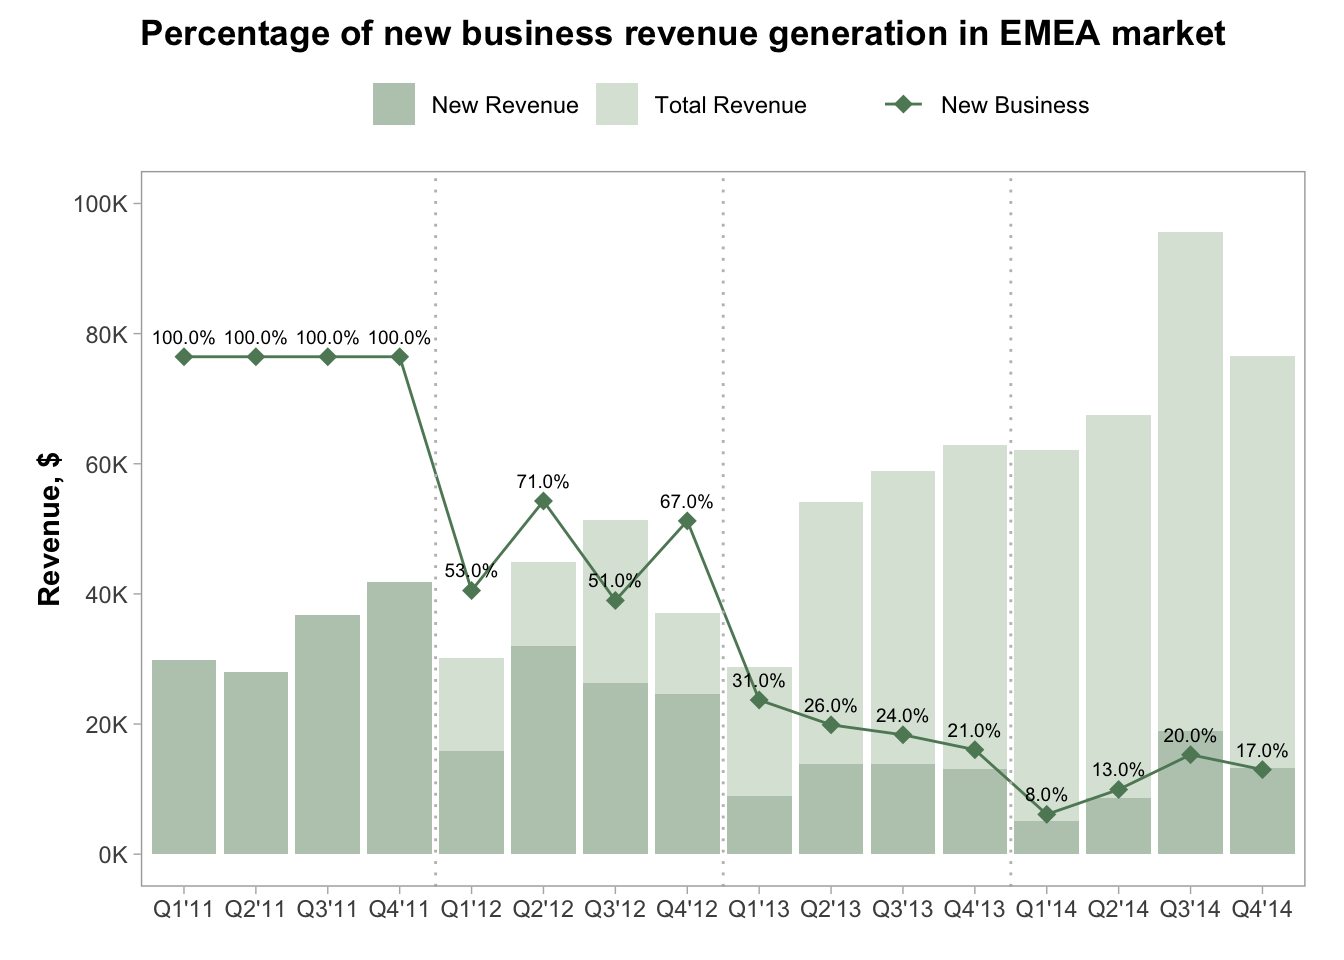 Percentage of new business revenue generation in EMEA market
New Revenue Total Revenue New Business
Revenue, $
100K
80K
60K
40K
20K
0K
100.0% 100.0% 100.0% 100.0%
53.0%
71.0%
51.0%
67.0%
31.0%
26.0%
24.0%
21.0%
8.0%
13.0%
20.0%
17.0%
Q1'11 Q2'11 Q3'11 Q4'11 Q1'12 Q2'12 Q3'12 Q4'12 Q1'13 Q2'13 Q3'13 Q4'13 Q1'14 Q2'14 Q3'14 Q4'14